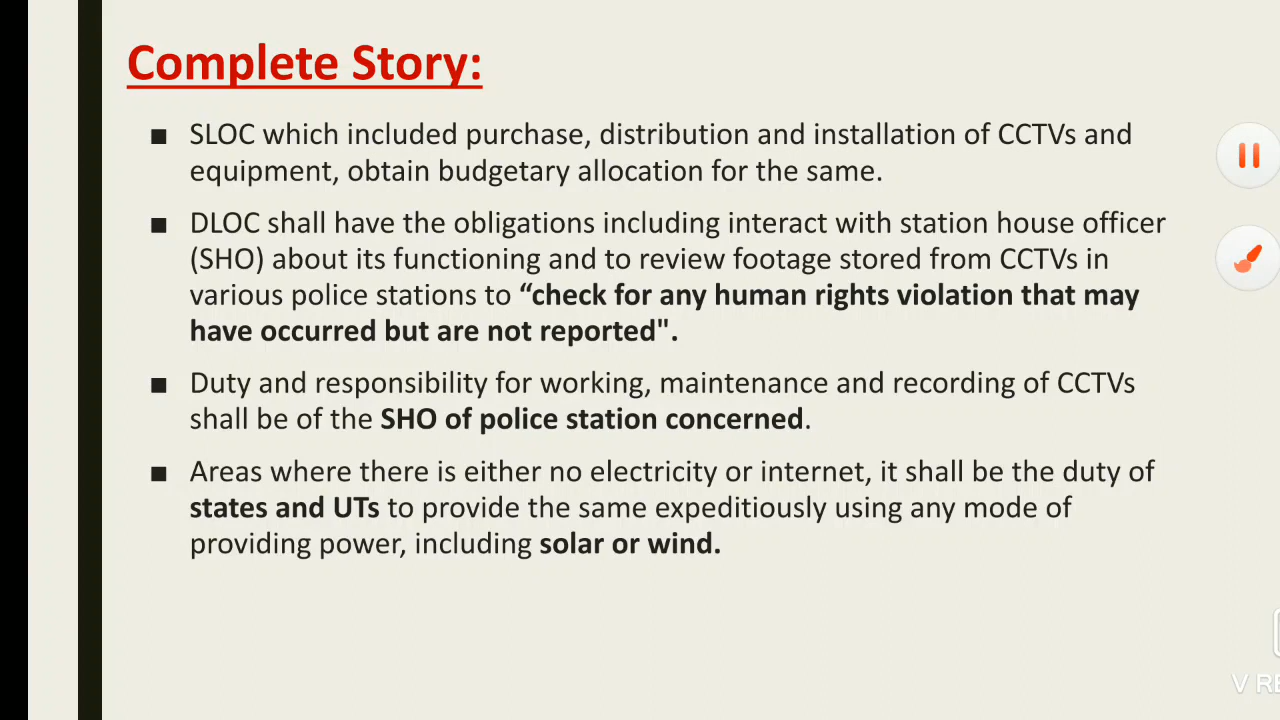 Complete Story:
■ SLOC which included purchase, distribution and installation of CCTVs and
equipment, obtain budgetary allocation for the same.
■ DLOC shall have the obligations including interact with station house officer
(SHO) about its functioning and to review footage stored from CCTVs in
various police stations to “check for any human rights violation that may
have occurred but are not reported".
■ Duty and responsibility for working, maintenance and recording of CCTVs
shall be of the SHO of police station concerned.
■ Areas where there is either no electricity or internet, it shall be the duty of
states and UTs to provide the same expeditiously using any mode of
providing power, including solar or wind.